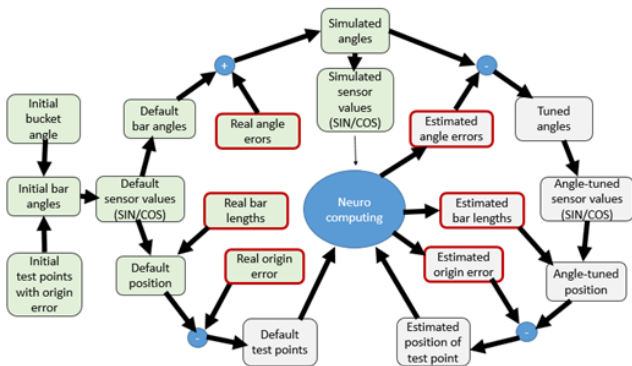 Simulated
angles
+
-
Initial
bucket
angle
Default
bar angles
Real angle
erors
Simulated
sensor
values
(SIN/COS)
Estimated
angle errors
Tuned
angles
Initial bar
angles
Default
sensor values
(SIN/COS)
Real bar
lengths
Neuro
computing
Estimated
bar lengths
Angle-tuned
sensor values
(SIN/COS)
Initial
test points
with origin
error
Default
position
Real origin
error
Estimated
origin error
Angle-tuned
position
-
Default
test points
Estimated
position of
test point
-